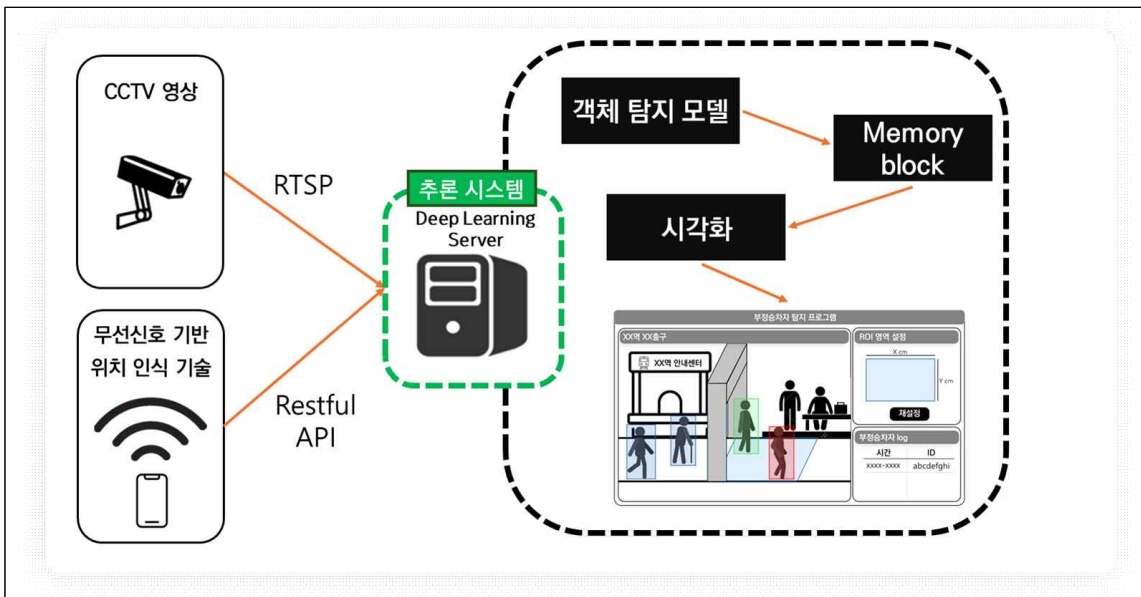 CCTV 영상
RTSP
무선신호 기반
위치 인식 기술
Restful
API
추론 시스템
Deep Learning
Server
객체 탐지 모델
Memory
block
시각화
부정승차자 탐지 프로그램
XX역 XX출구
XX역 안내센터
ROI 영역 설정
X cm
Y cm
재설정
부정승차자 log
시간 ID
xxxx-xxxx abcdefghi